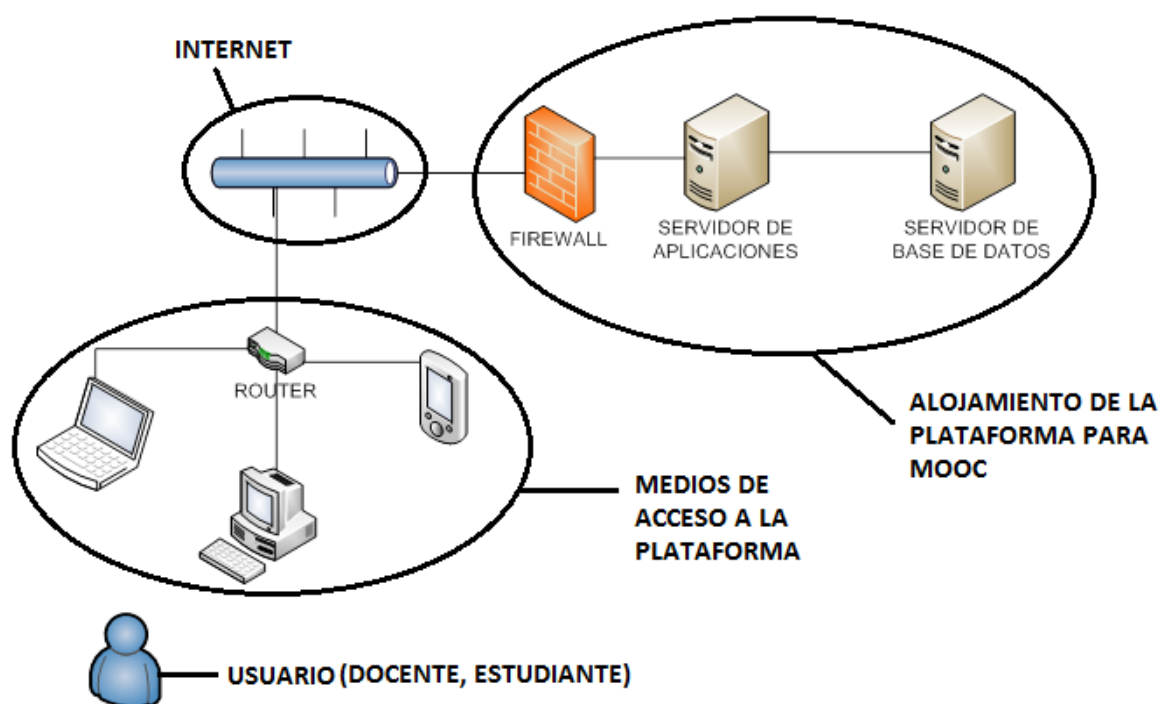 INTERNET
FIREWALL
SERVIDOR DE
APLICACIONES
SERVIDOR DE
BASE DE DATOS
ROUTER
ALOJAMIENTO DE LA
PLATAFORMA PARA
MOOC
MEDIOS DE
ACCESO A LA
PLATAFORMA
USUARIO (DOCENTE, ESTUDIANTE)